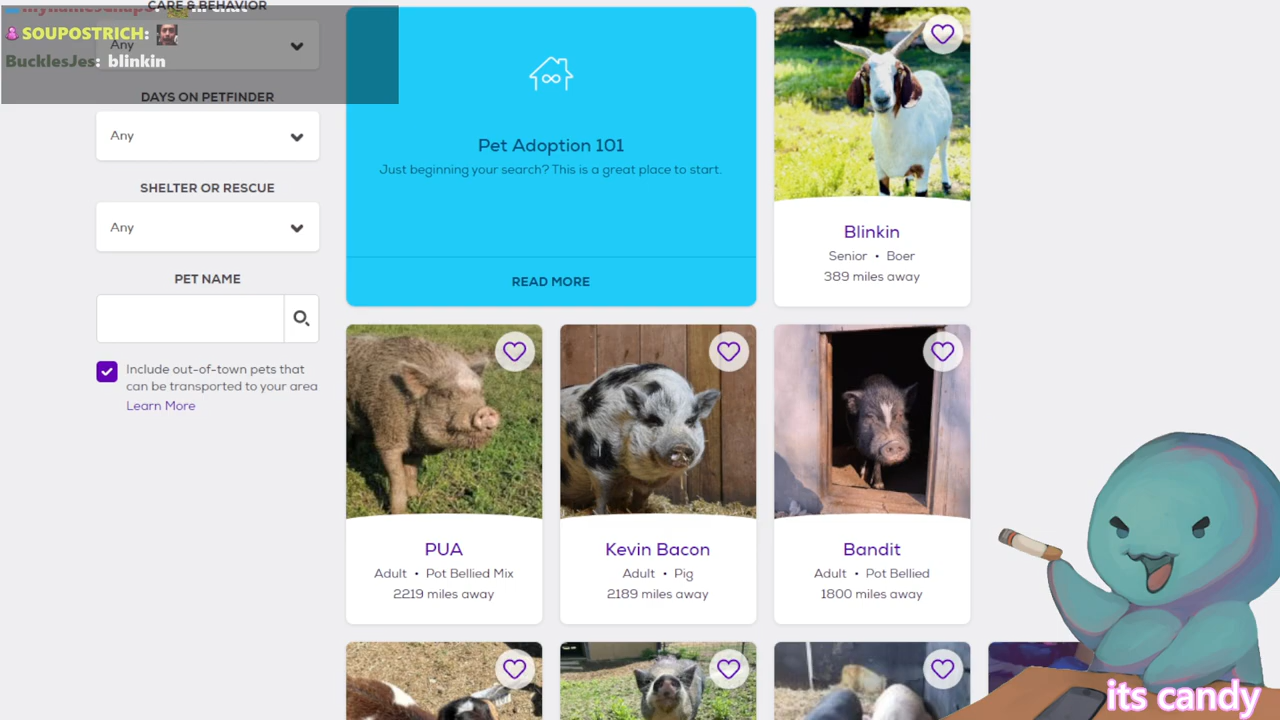 CARE & BEHAVIOR
SOUPOSTRICH:
Any
BucklesJes: blinkin
DAYS ON PETFINDER
Any
SHELTER OR RESCUE
Any
PET NAME
Include out-of-town pets that
can be transported to your area
Learn More
Pet Adoption 101
Just beginning your search? This is a great place to start.
READ MORE
Blinkin
Senior • Boer
389 miles away
PUA
Adult • Pot Bellied Mix
2219 miles away
Kevin Bacon
Adult • Pig
2189 miles away
Bandit
Adult • Pot Bellied
1800 miles away
its candy